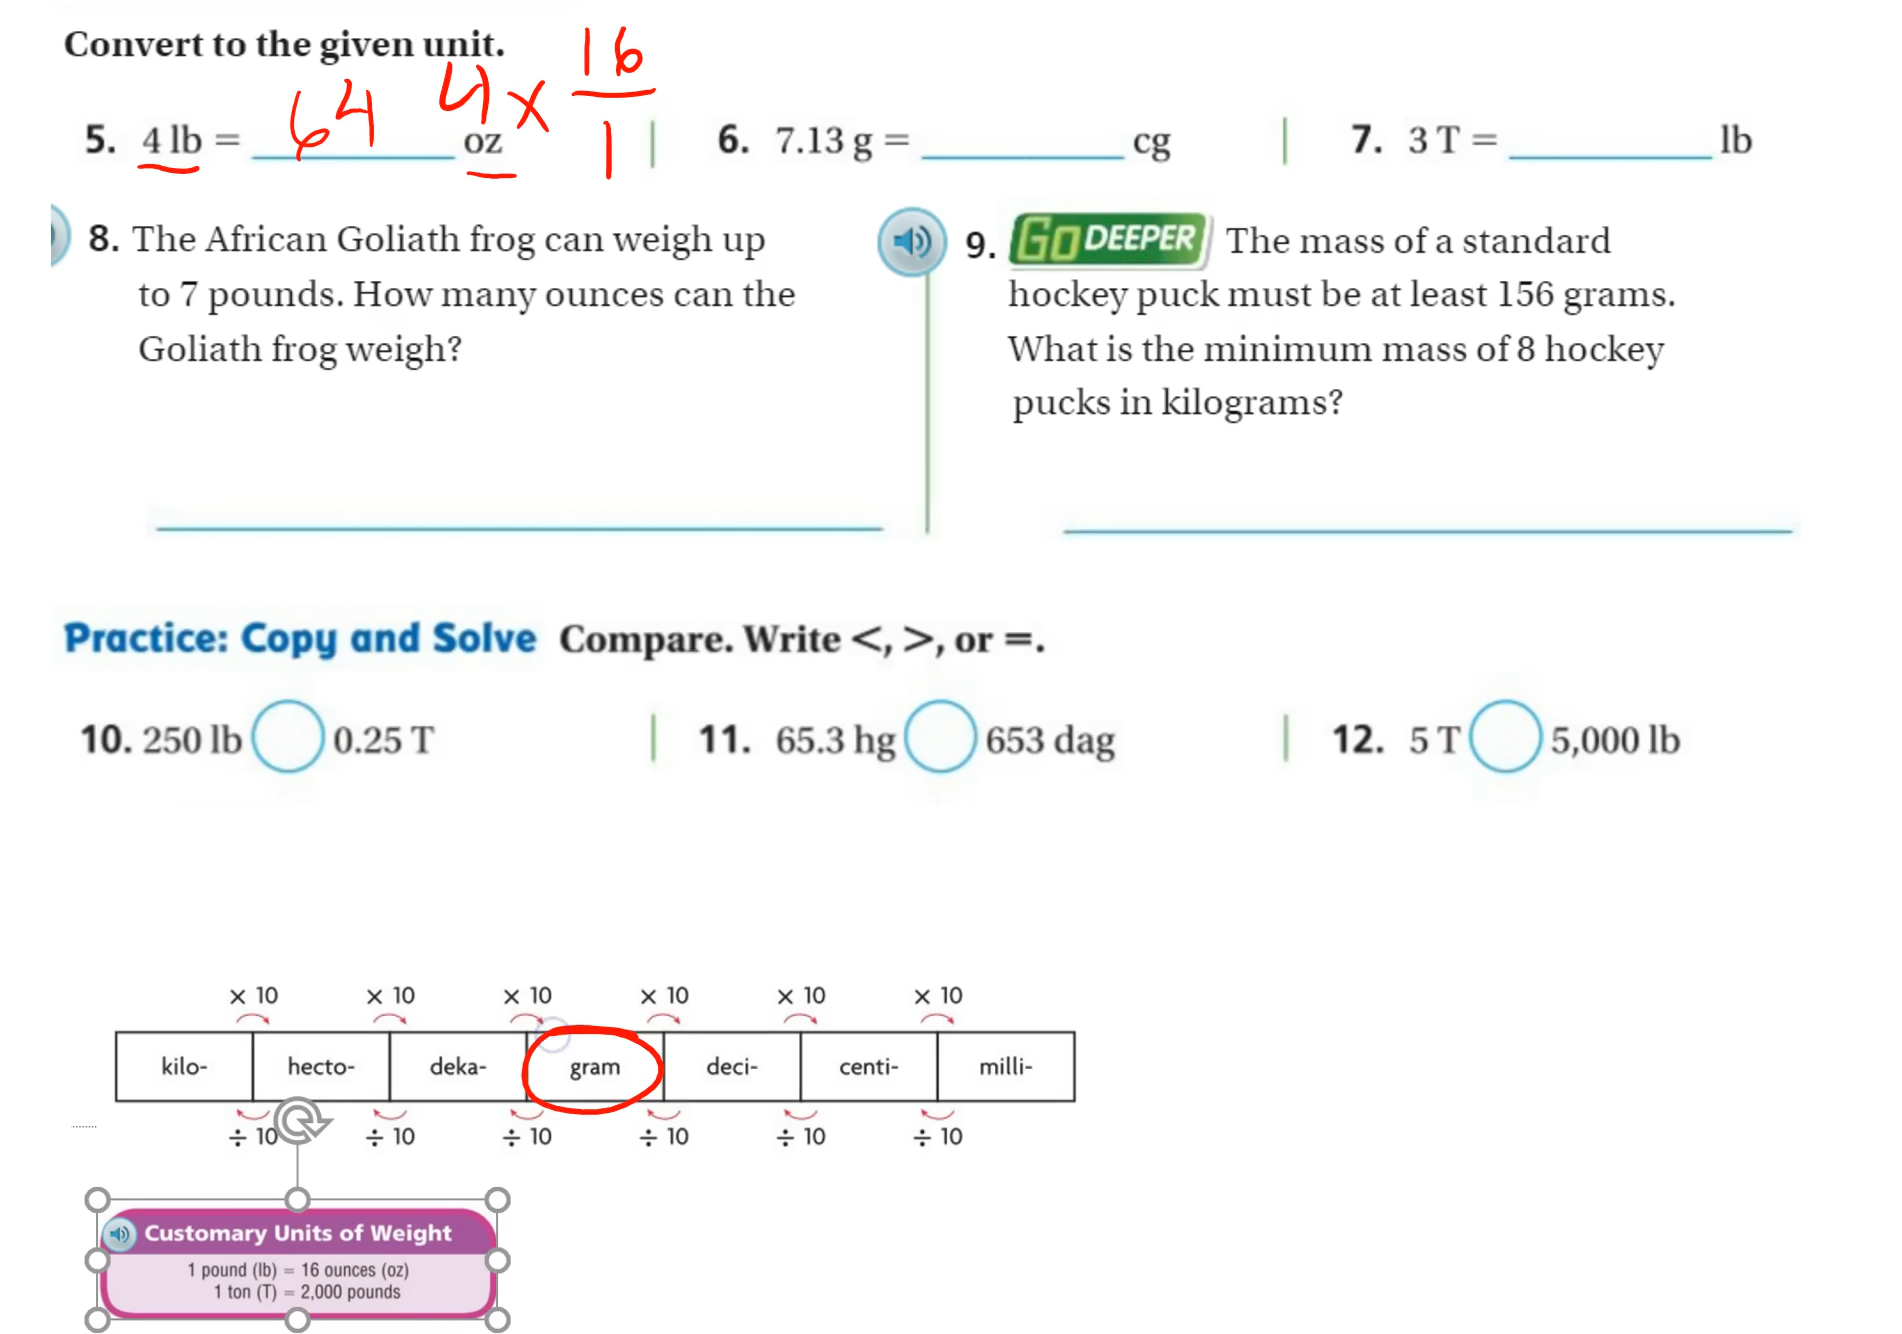 Convert to the given unit.
5. 4 lb = 64 oz 4 × 16/1
6. 7.13 g = ____ cg
7. 3 T = ____ lb
8. The African Goliath frog can weigh up
to 7 pounds. How many ounces can the
Goliath frog weigh?
9. GO DEEPER The mass of a standard
hockey puck must be at least 156 grams.
What is the minimum mass of 8 hockey
pucks in kilograms?
Practice: Copy and Solve Compare. Write <, >, or =.
10. 250 lb ◯ 0.25 T
11. 65.3 hg ◯ 653 dag
12. 5 T ◯ 5,000 lb
× 10 × 10 × 10 × 10 × 10 × 10
kilo- hecto- deka- gram deci- centi- milli-
÷ 10 ÷ 10 ÷ 10 ÷ 10 ÷ 10 ÷ 10
Customary Units of Weight
1 pound (lb) = 16 ounces (oz)
1 ton (T) = 2,000 pounds